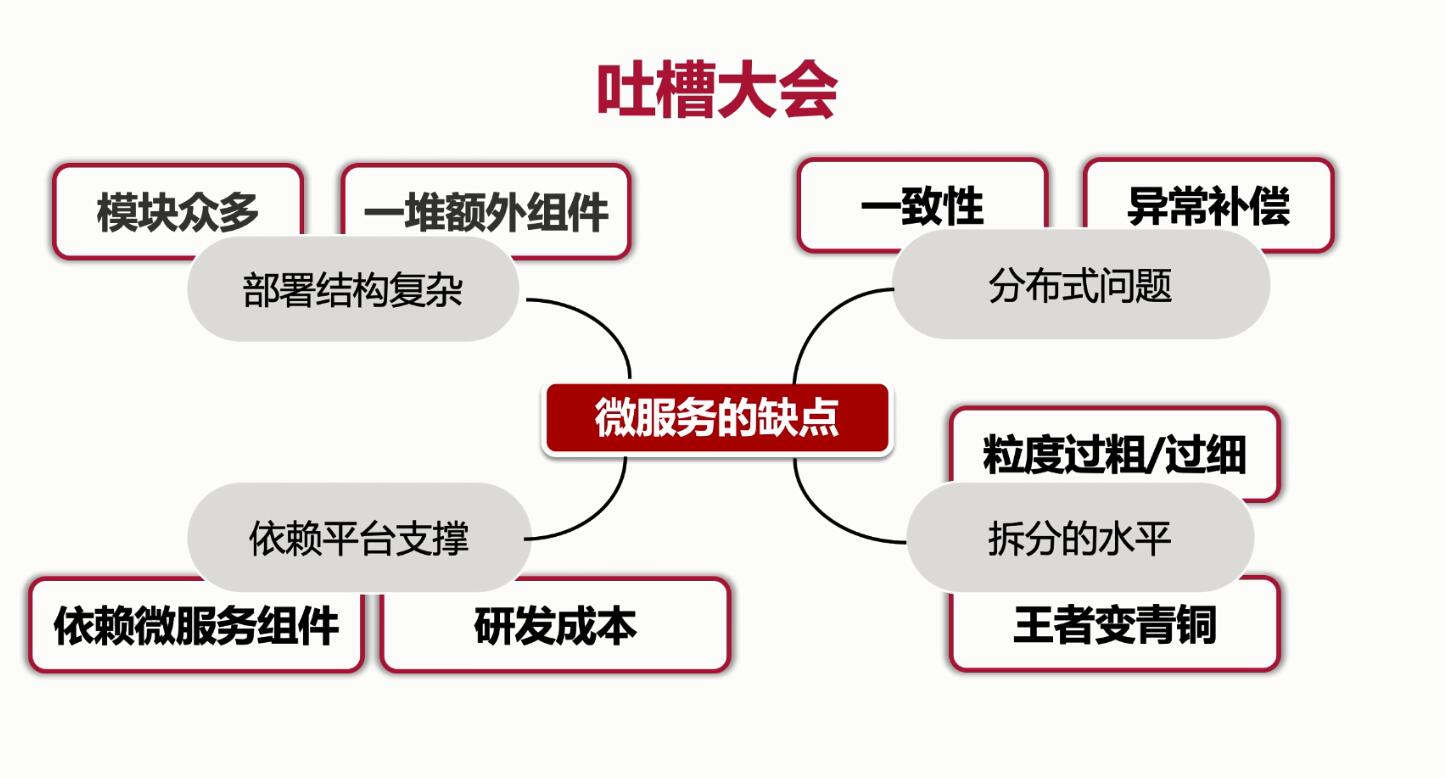 吐槽大会
模块众多
一堆额外组件
部署结构复杂
一致性
异常补偿
分布式问题
微服务的缺点
依赖平台支撑
依赖微服务组件
研发成本
粒度过粗/过细
拆分的水平
王者变青铜